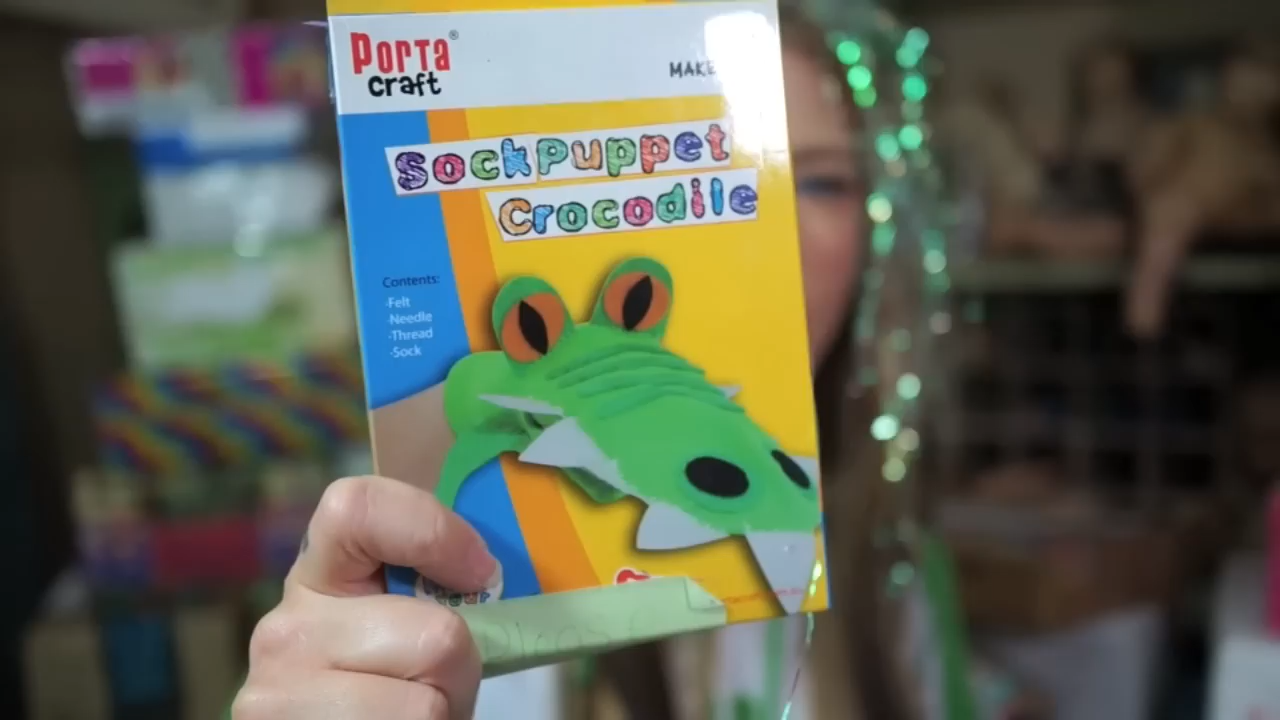 PORTA
craft®
MAKE
SockPuppet
Crocodile
Contents:
·Felt
·Needle
·Thread
·Sock